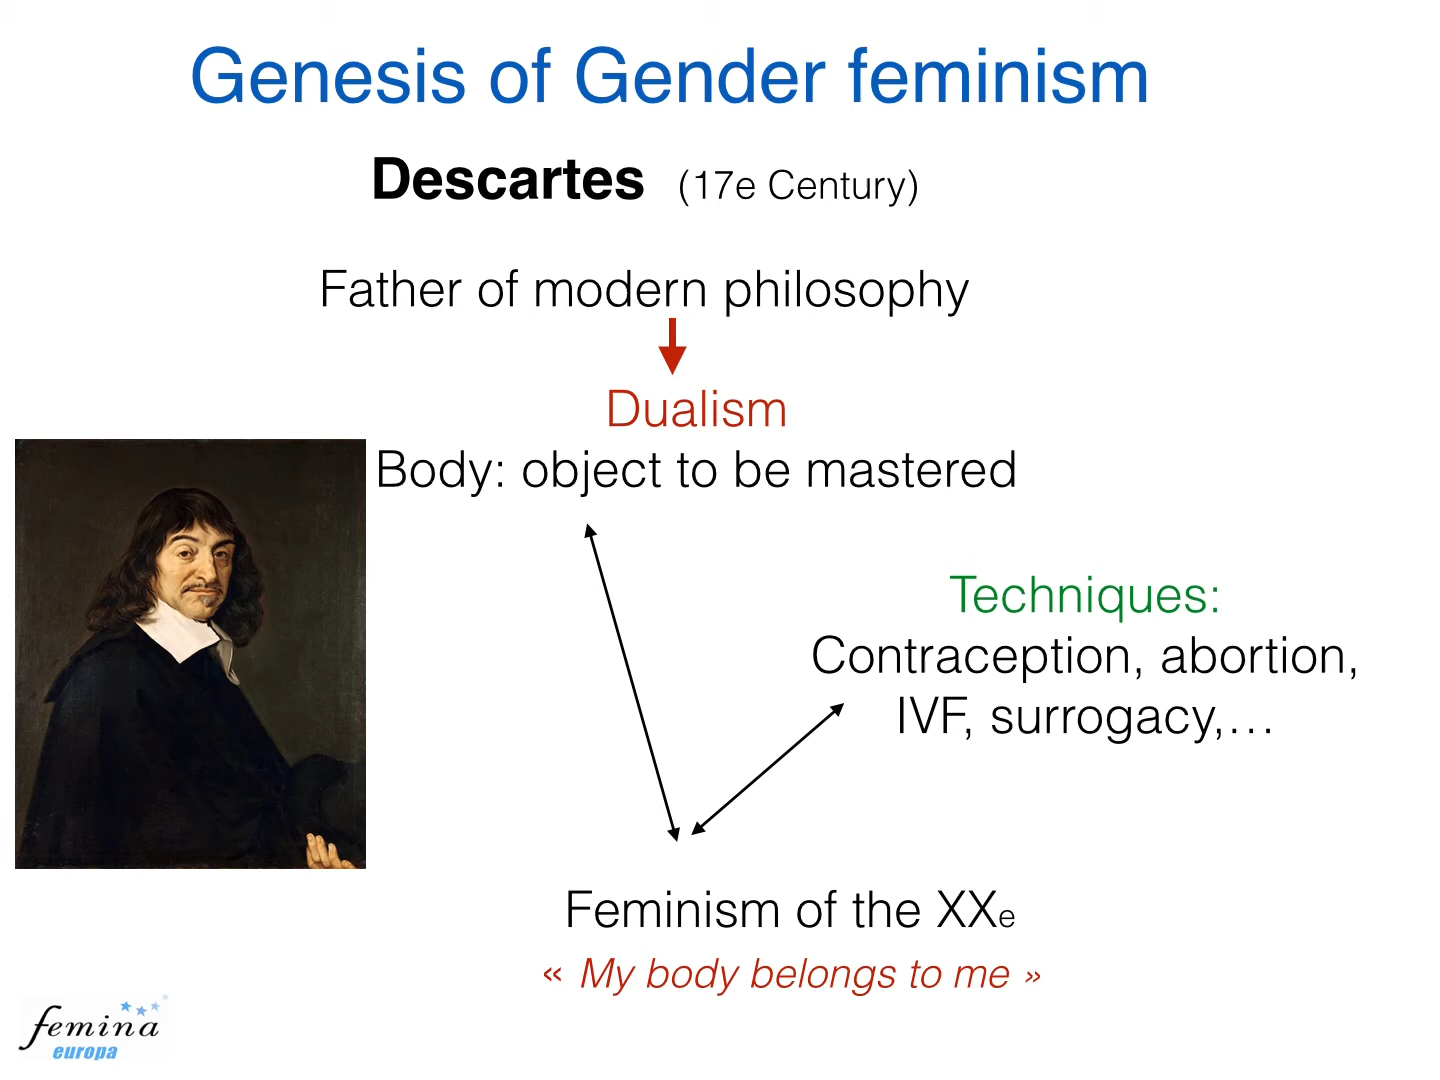 Genesis of Gender feminism
Descartes (17e Century)
Father of modern philosophy
Dualism
Body: object to be mastered
Techniques:
Contraception, abortion,
IVF, surrogacy,…
Feminism of the XXe
« My body belongs to me »
femina
europa